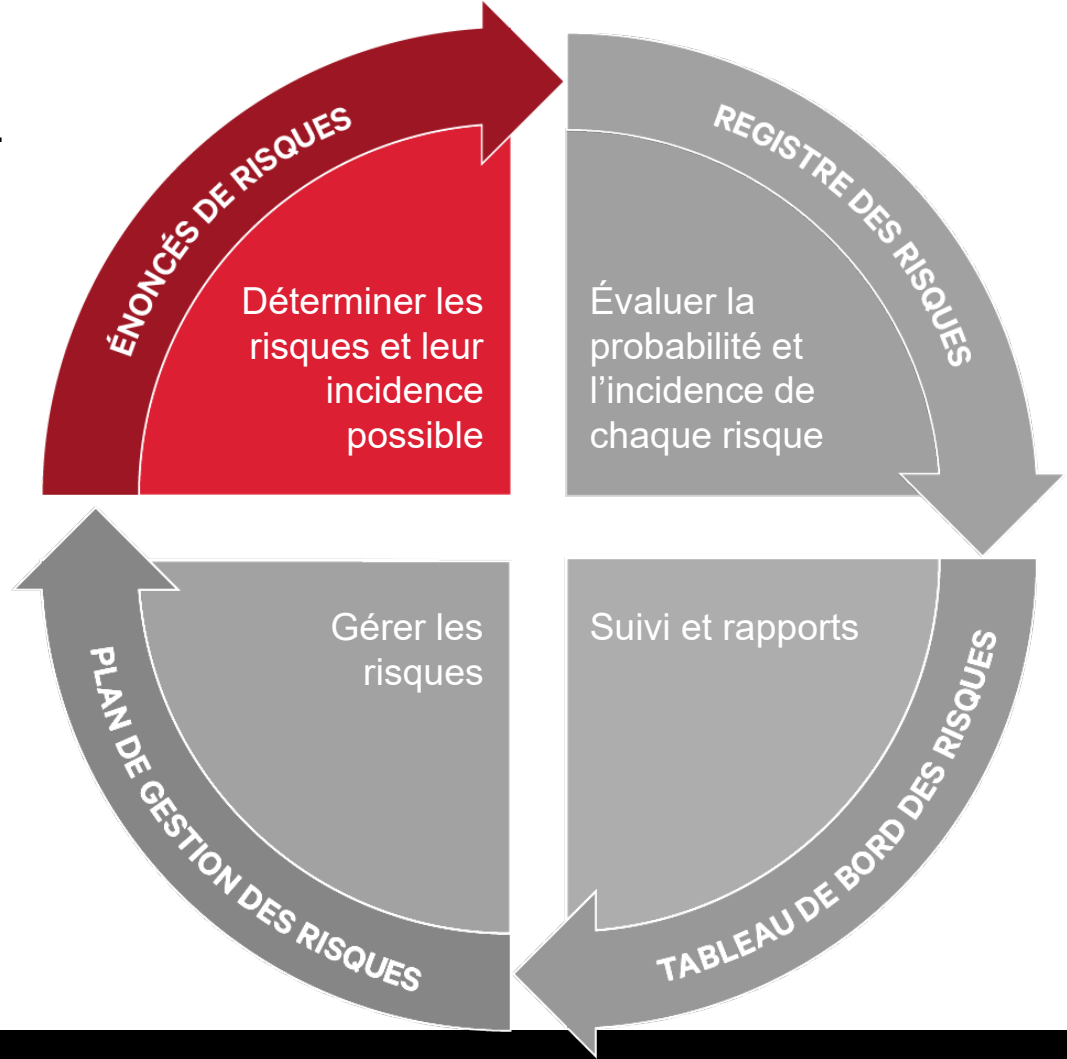 ÉNONCÉS DE RISQUES
Déterminer les
risques et leur
incidence
possible
REGISTRE DES RISQUES
Évaluer la
probabilité et
l’incidence de
chaque risque
TABLEAU DE BORD DES RISQUES
Suivi et rapports
PLAN DE GESTION DES RISQUES
Gérer les
risques